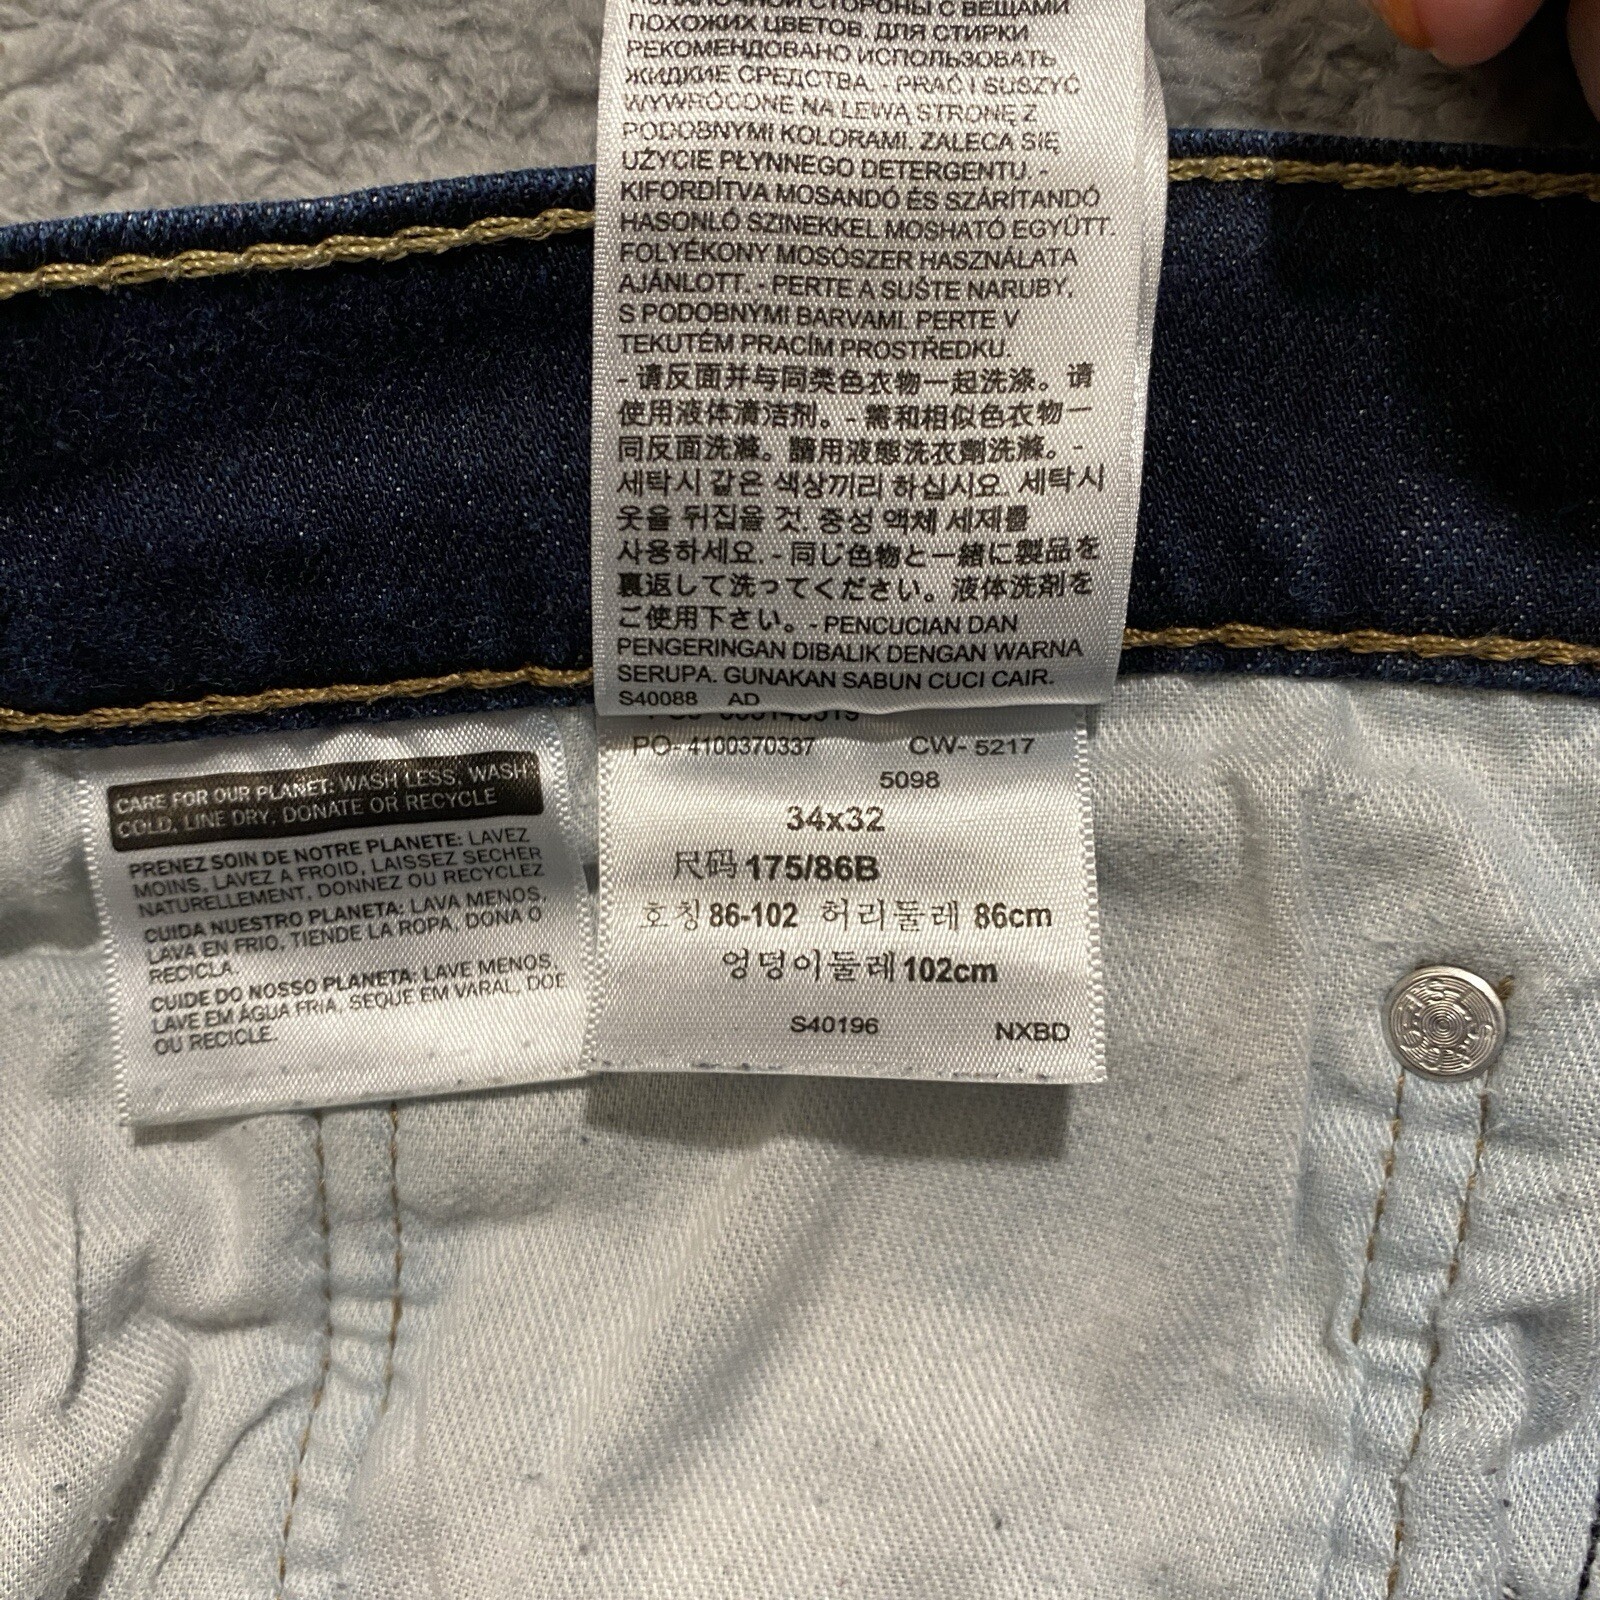 ИЗНАНОЧНОЙ СТОРОНЫ С ВЕЩАМИ
ПОХОЖИХ ЦВЕТОВ. ДЛЯ СТИРКИ
РЕКОМЕНДОВАНО ИСПОЛЬЗОВАТЬ
ЖИДКИЕ СРЕДСТВА. - PRAĆ I SUSZYĆ
WYWRÓCONE NA LEWĄ STRONĘ Z
PODOBNYMI KOLORAMI. ZALECA SIĘ
UŻYCIE PŁYNNEGO DETERGENTU. -
KIFORDÍTVA MOSANDÓ ÉS SZÁRÍTANDÓ
HASONLÓ SZINEKKEL MOSHATÓ EGYÜTT.
FOLYÉKONY MOSÓSZER HASZNÁLATA
AJÁNLOTT. - PERTE A SUŠTE NARUBY,
S PODOBNÝMI BARVAMI. PERTE V
TEKUTÉM PRACÍM PROSTŘEDKU.
- 请反面并与同类色衣物一起洗涤。请
使用液体清洁剂。- 需和相似色衣物一
同反面洗滌。請用液態洗衣劑洗滌。-
세탁시 같은 색상끼리 하십시요. 세탁시
옷을 뒤집을 것. 중성 액체 세제를
사용하세요. - 同じ色物と一緒に製品を
裏返して洗ってください。液体洗剤を
ご使用下さい。- PENCUCIAN DAN
PENGERINGAN DIBALIK DENGAN WARNA
SERUPA. GUNAKAN SABUN CUCI CAIR.
S40088 AD
PO- 4100370337 CW- 5217
5098
34x32
尺码 175/86B
호칭 86-102 허리둘레 86cm
엉덩이둘레 102cm
S40196 NXBD
CARE FOR OUR PLANET: WASH LESS, WASH
COLD, LINE DRY, DONATE OR RECYCLE
PRENEZ SOIN DE NOTRE PLANETE: LAVEZ
MOINS, LAVEZ A FROID, LAISSEZ SECHER
NATURELLEMENT, DONNEZ OU RECYCLEZ
CUIDA NUESTRO PLANETA: LAVA MENOS,
LAVA EN FRIO, TIENDE LA ROPA, DONA O
RECICLA.
CUIDE DO NOSSO PLANETA: LAVE MENOS,
LAVE EM ÁGUA FRIA, SEQUE EM VARAL, DOE
OU RECICLE.